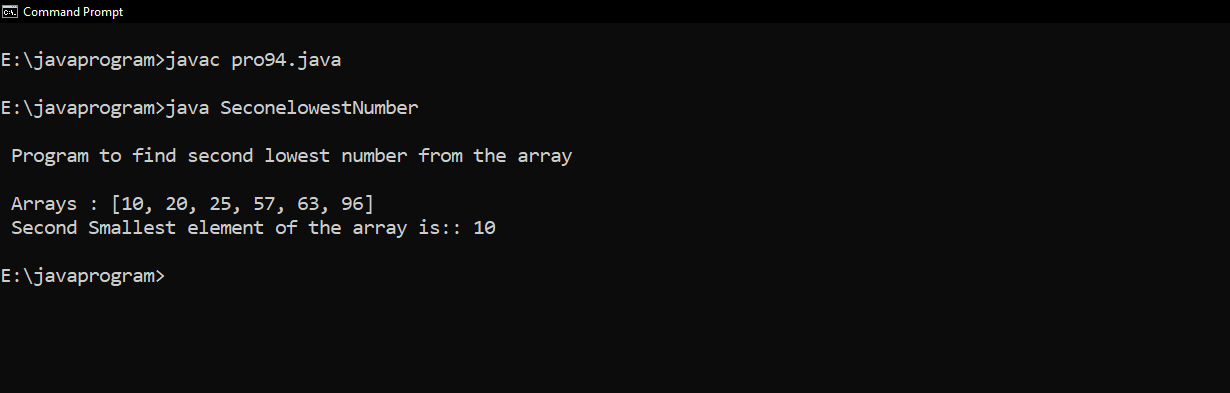 Command Prompt
E:\javaprogram>javac pro94.java
E:\javaprogram>java SeconelowestNumber
Program to find second lowest number from the array
Arrays : [10, 20, 25, 57, 63, 96]
Second Smallest element of the array is:: 10
E:\javaprogram>